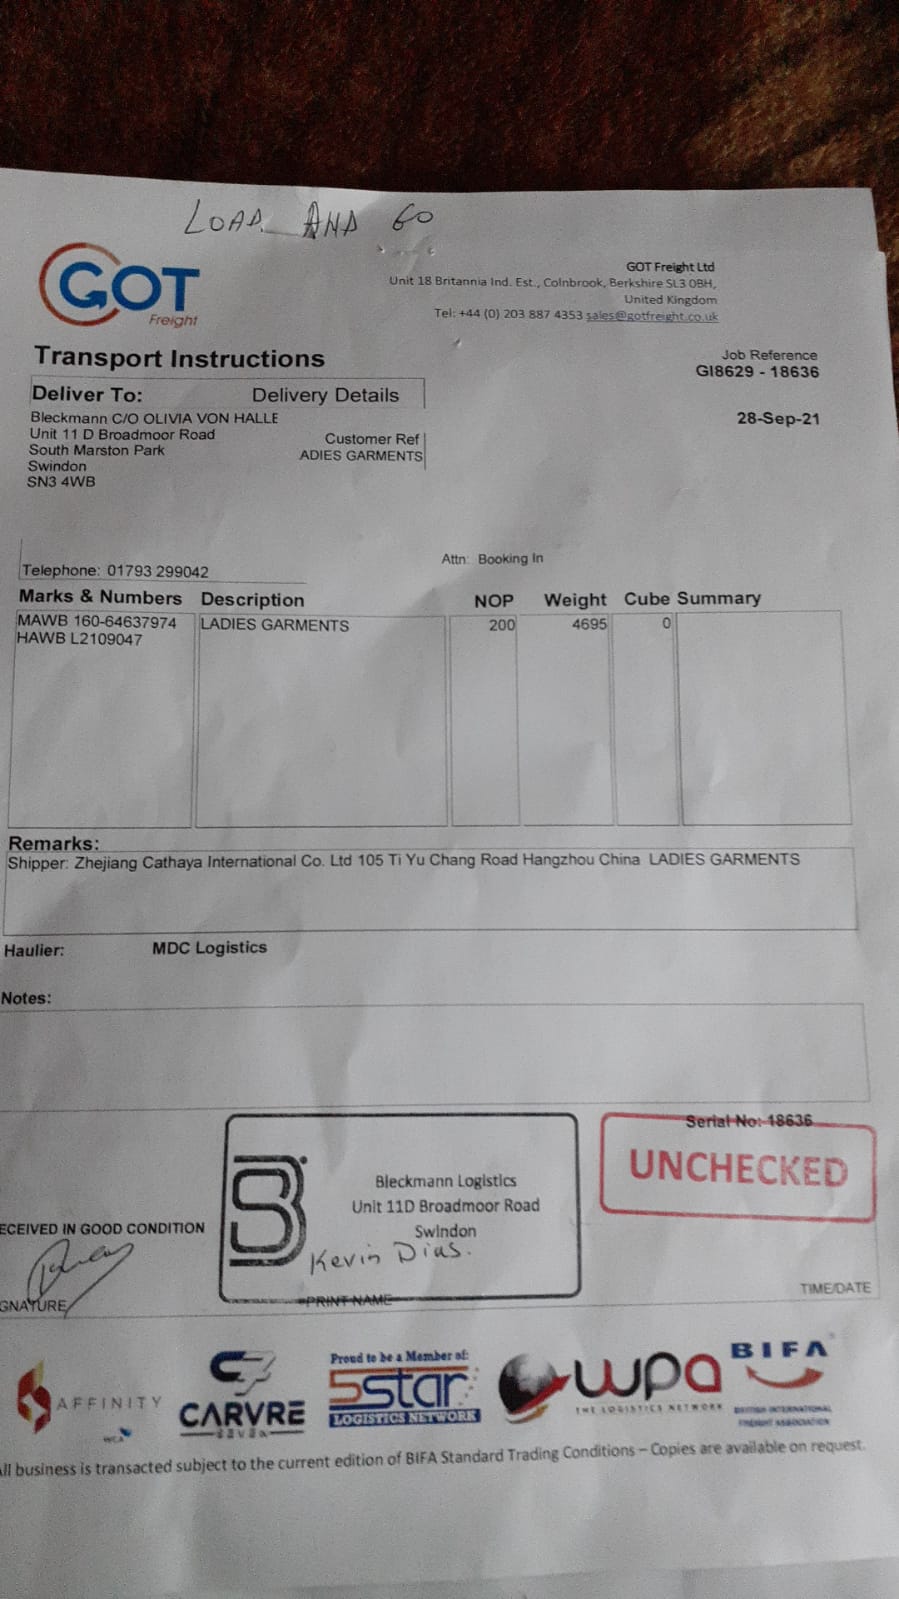 LOAD AND GO
GOT
Freight
GOT Freight Ltd
Unit 18 Britannia Ind. Est., Colnbrook, Berkshire SL3 0BH,
United Kingdom
Tel: +44 (0) 203 887 4353 sales@gotfreight.co.uk
Transport Instructions
Job Reference
GI8629 - 18636
Deliver To: Delivery Details
28-Sep-21
Bleckmann C/O OLIVIA VON HALLE
Unit 11 D Broadmoor Road
South Marston Park
Swindon
SN3 4WB
Customer Ref
ADIES GARMENTS
Attn: Booking In
Telephone: 01793 299042
Marks & Numbers Description NOP Weight Cube Summary
MAWB 160-64637974 LADIES GARMENTS 200 4695 0
HAWB L2109047
Remarks:
Shipper: Zhejiang Cathaya International Co. Ltd 105 Ti Yu Chang Road Hangzhou China LADIES GARMENTS
Haulier: MDC Logistics
Notes:
Serial No: 18636
UNCHECKED
Bleckmann Logistics
Unit 11D Broadmoor Road
Swindon
Kevin Dias.
ECEIVED IN GOOD CONDITION
GNATURE
PRINT NAME
TIME/DATE
AFFINITY
WCA
CARVRE
Proud to be a Member of:
5star
LOGISTICS NETWORK
wpa
THE LOGISTICS NETWORK
BIFA
BRITISH INTERNATIONAL
FREIGHT ASSOCIATION
All business is transacted subject to the current edition of BIFA Standard Trading Conditions – Copies are available on request.